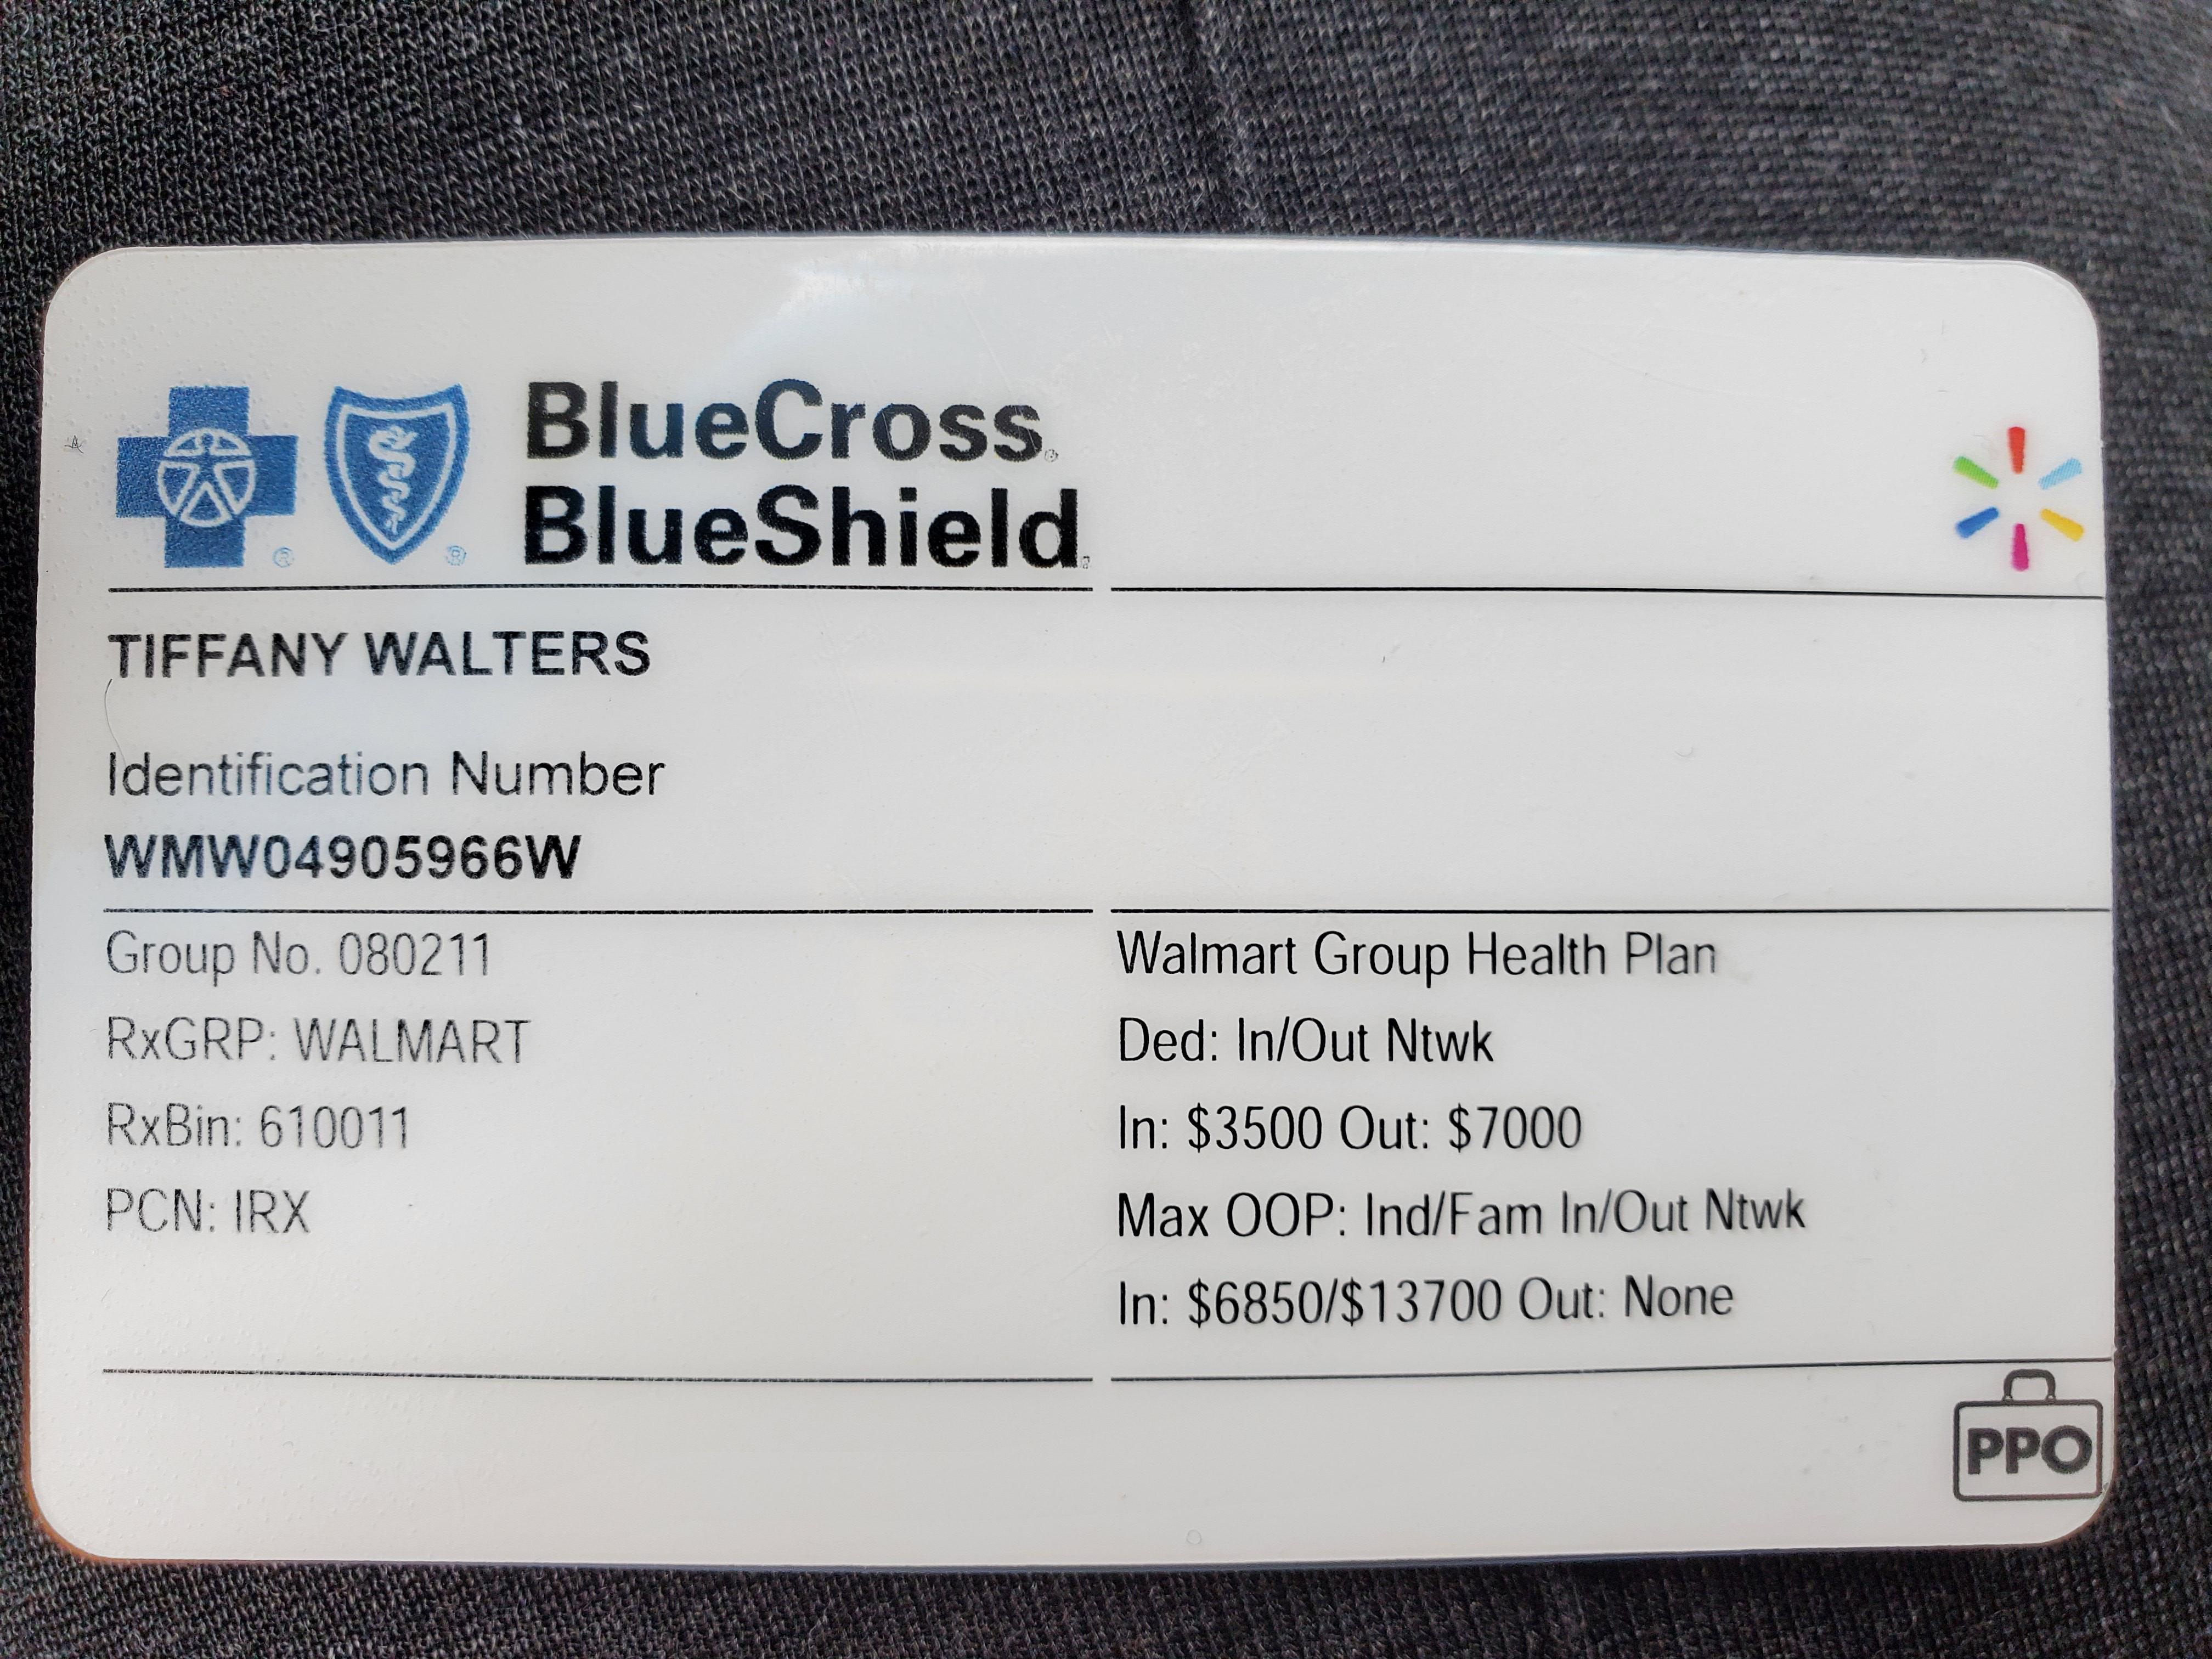 BlueCross
BlueShield
TIFFANY WALTERS
Identification Number
WMW04905966W
Group No. 080211
RxGRP: WALMART
RxBin: 610011
PCN: IRX
Walmart Group Health Plan
Ded: In/Out Ntwk
In: $3500 Out: $7000
Max OOP: Ind/Fam In/Out Ntwk
In: $6850/$13700 Out: None
PPO